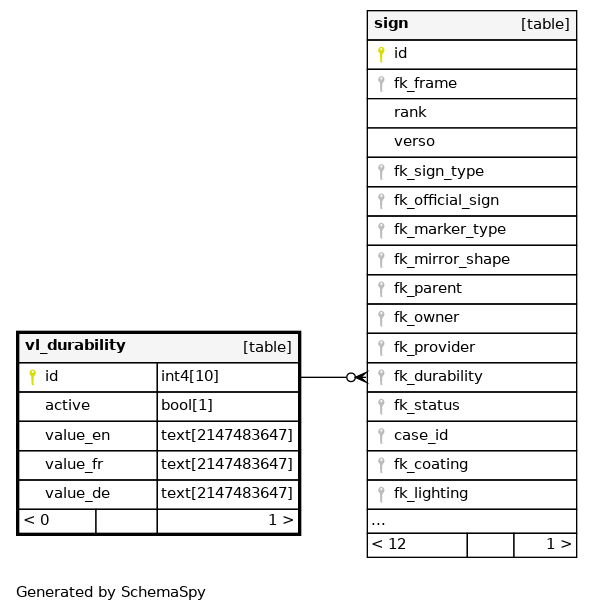 sign [table]
id
fk_frame
rank
verso
fk_sign_type
fk_official_sign
fk_marker_type
fk_mirror_shape
fk_parent
fk_owner
fk_provider
fk_durability
fk_status
case_id
fk_coating
fk_lighting
...
< 12 1 >
vl_durability [table]
id int4[10]
active bool[1]
value_en text[2147483647]
value_fr text[2147483647]
value_de text[2147483647]
< 0 1 >
Generated by SchemaSpy